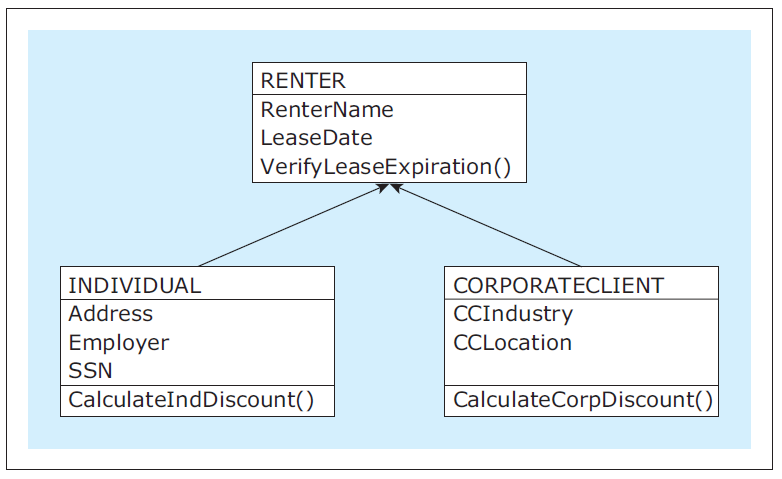 RENTER
RenterName
LeaseDate
VerifyLeaseExpiration()
INDIVIDUAL
Address
Employer
SSN
CalculateIndDiscount()
CORPORATECLIENT
CCIndustry
CCLocation
CalculateCorpDiscount()